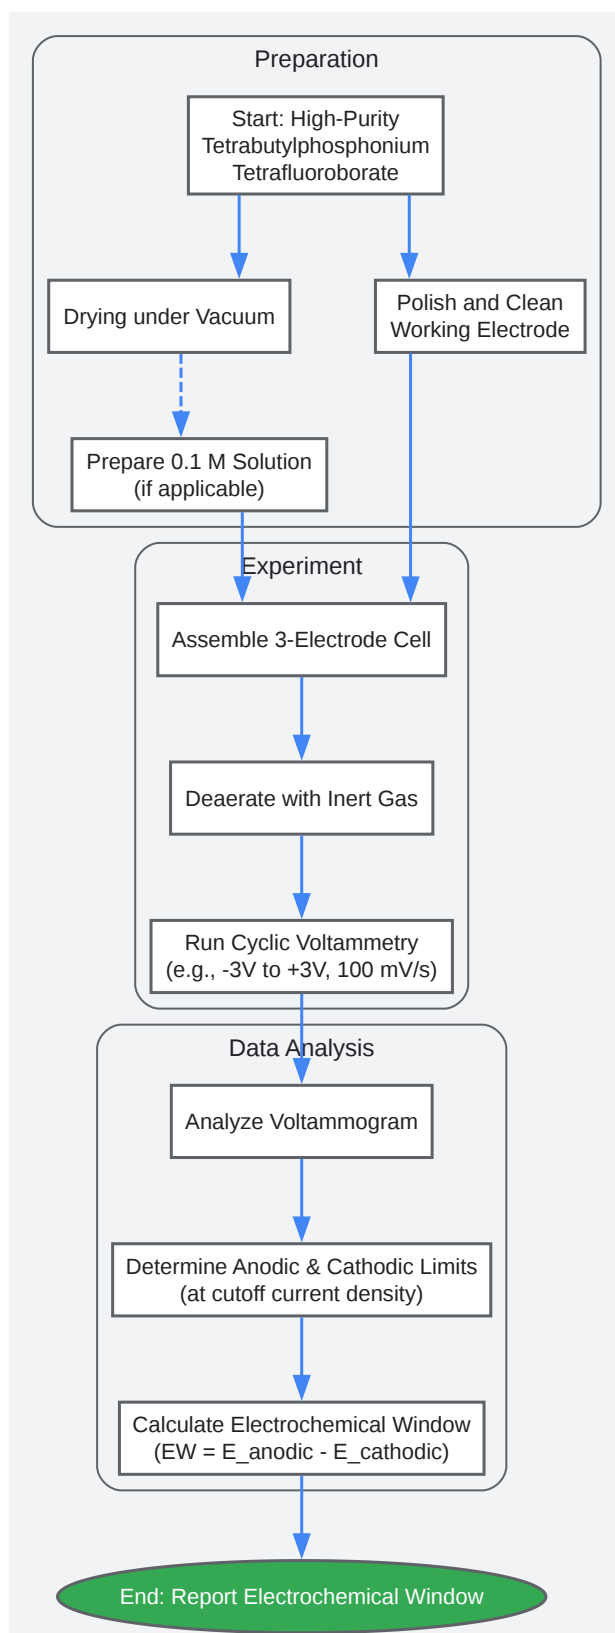 Preparation
Start: High-Purity
Tetrabutylphosphonium
Tetrafluoroborate
Drying under Vacuum
Polish and Clean
Working Electrode
Prepare 0.1 M Solution
(if applicable)
Experiment
Assemble 3-Electrode Cell
Deaerate with Inert Gas
Run Cyclic Voltammetry
(e.g., -3V to +3V, 100 mV/s)
Data Analysis
Analyze Voltammogram
Determine Anodic & Cathodic Limits
(at cutoff current density)
Calculate Electrochemical Window
(EW = E_anodic - E_cathodic)
End: Report Electrochemical Window